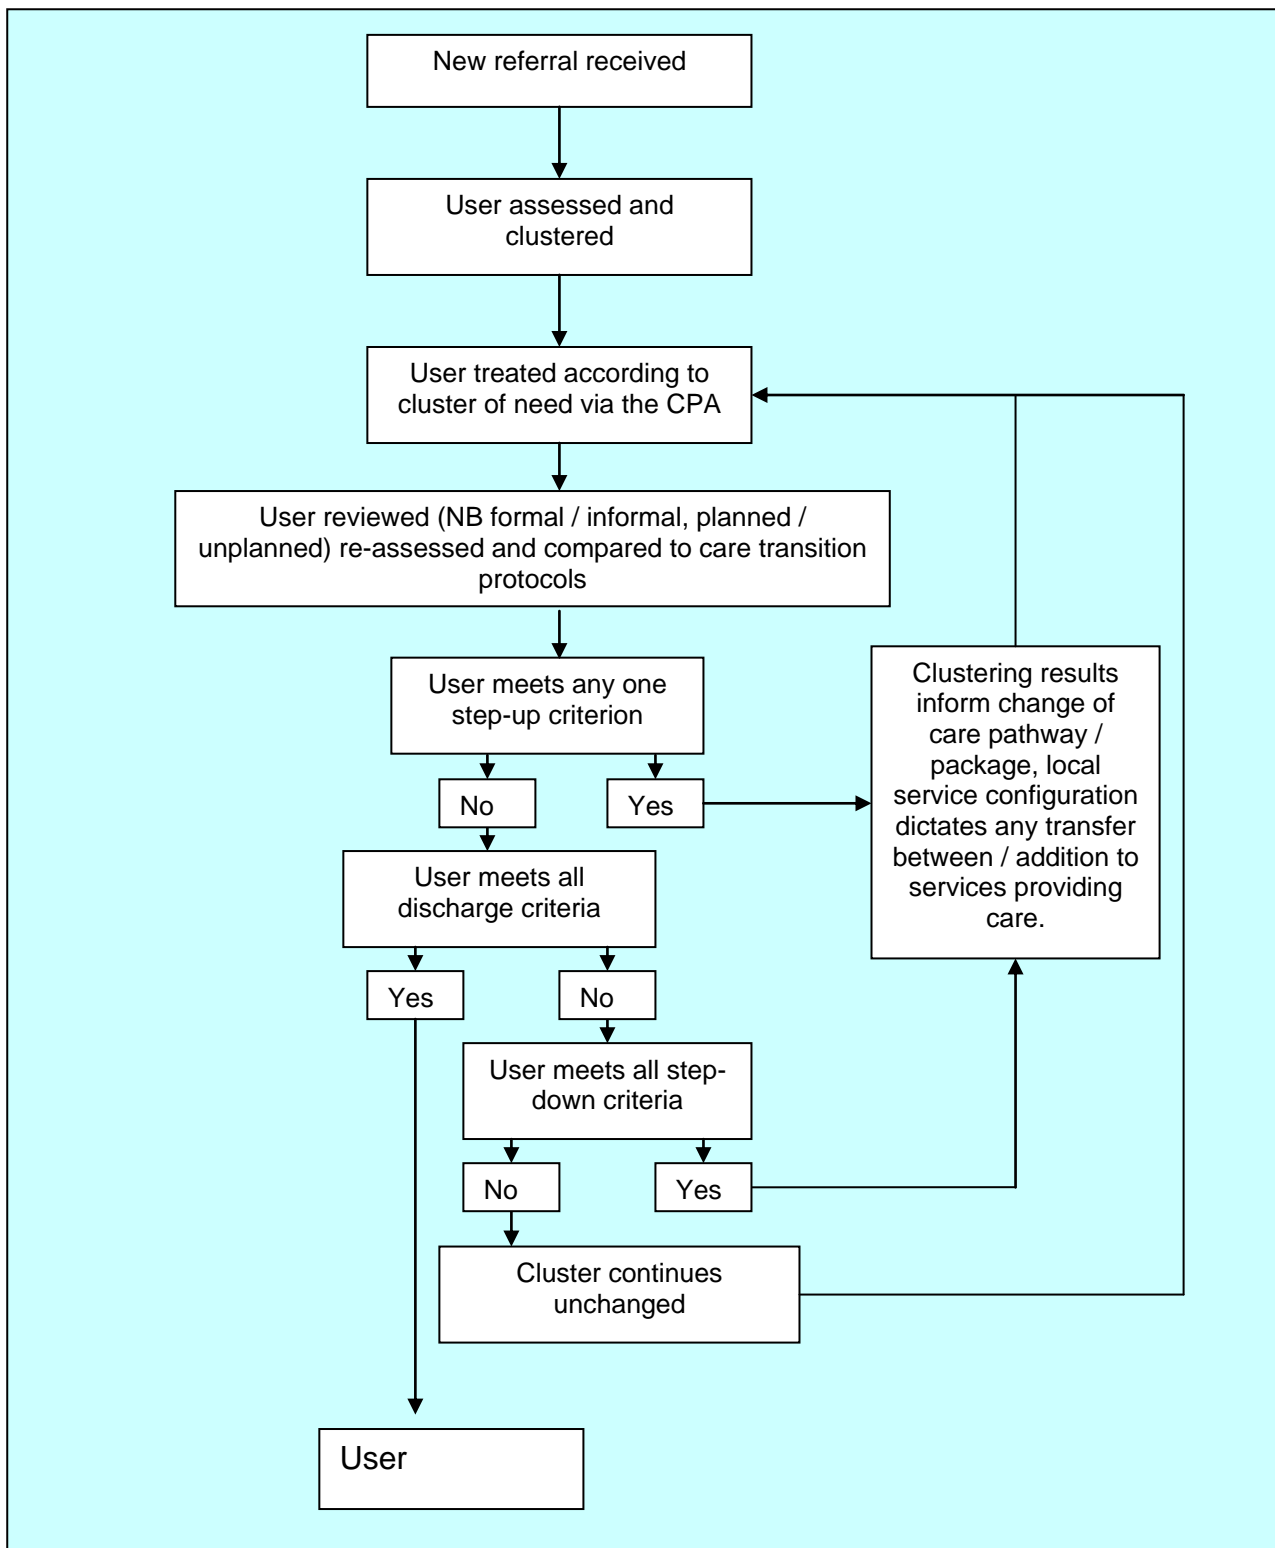 New referral received
User assessed and
clustered
User treated according to
cluster of need via the CPA
User reviewed (NB formal / informal, planned /
unplanned) re-assessed and compared to care transition
protocols
User meets any one
step-up criterion
No
Yes
Clustering results
inform change of
care pathway /
package, local
service configuration
dictates any transfer
between / addition to
services providing
care.
User meets all
discharge criteria
Yes
No
User meets all step-
down criteria
No
Yes
Cluster continues
unchanged
User